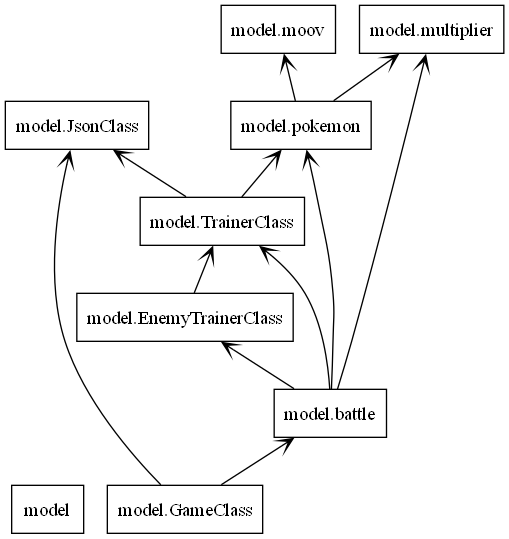 model.moov
model.multiplier
model.JsonClass
model.pokemon
model.TrainerClass
model.EnemyTrainerClass
model.battle
model
model.GameClass